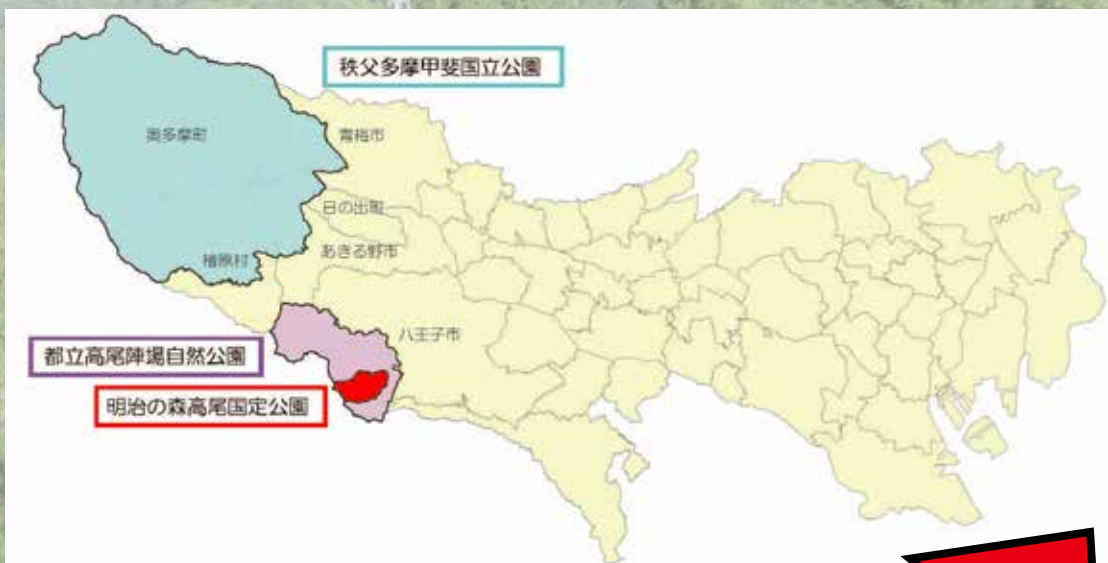 秩父多摩甲斐国立公園
奥多摩町
青梅市
日の出町
あきる野市
檜原村
八王子市
都立高尾陣場自然公園
明治の森高尾国定公園